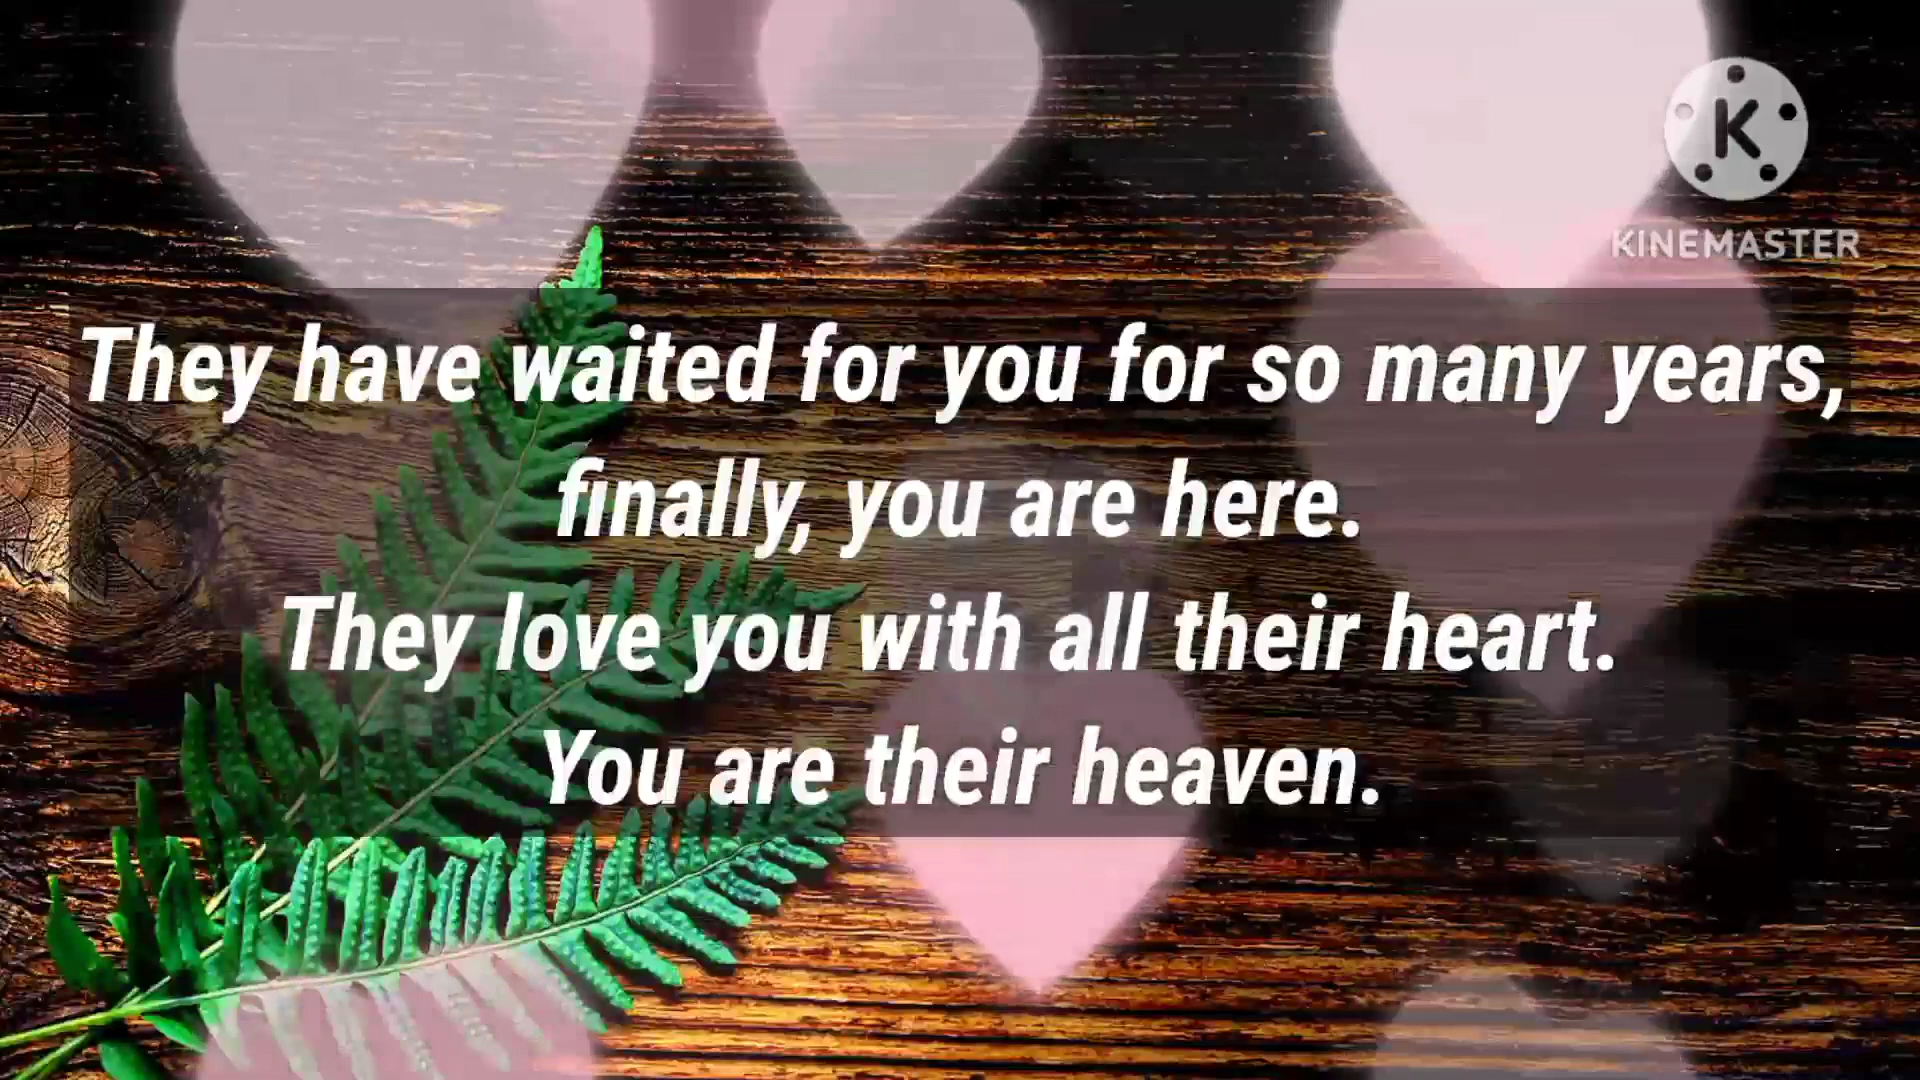 K
KINEMASTER
They have waited for you for so many years,
finally, you are here.
They love you with all their heart.
You are their heaven.